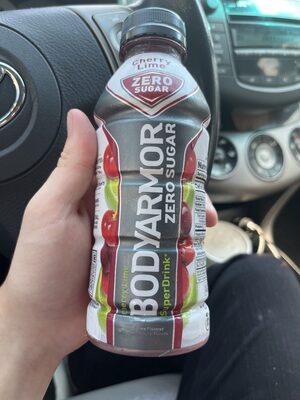 Cherry Lime
ZERO
SUGAR
BODYARMOR
ZERO SUGAR
SuperDrink